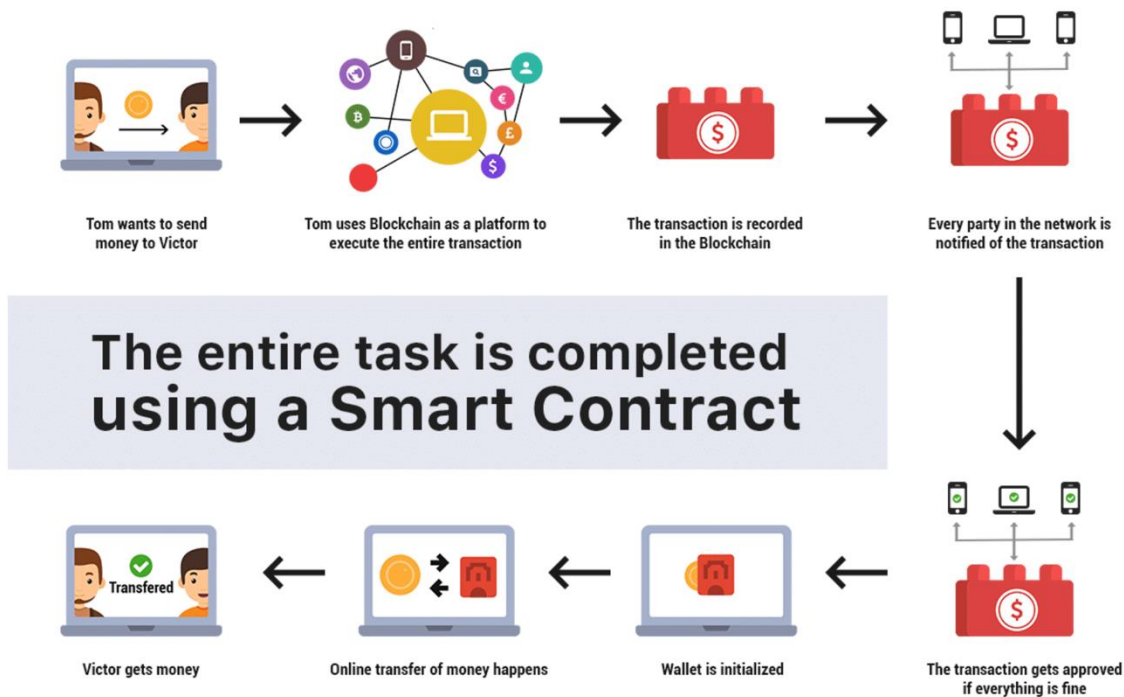 Tom wants to send
money to Victor
Tom uses Blockchain as a platform to
execute the entire transaction
The transaction is recorded
in the Blockchain
Every party in the network is
notified of the transaction
The entire task is completed
using a Smart Contract
Transfered
Victor gets money
Online transfer of money happens
Wallet is initialized
The transaction gets approved
if everything is fine